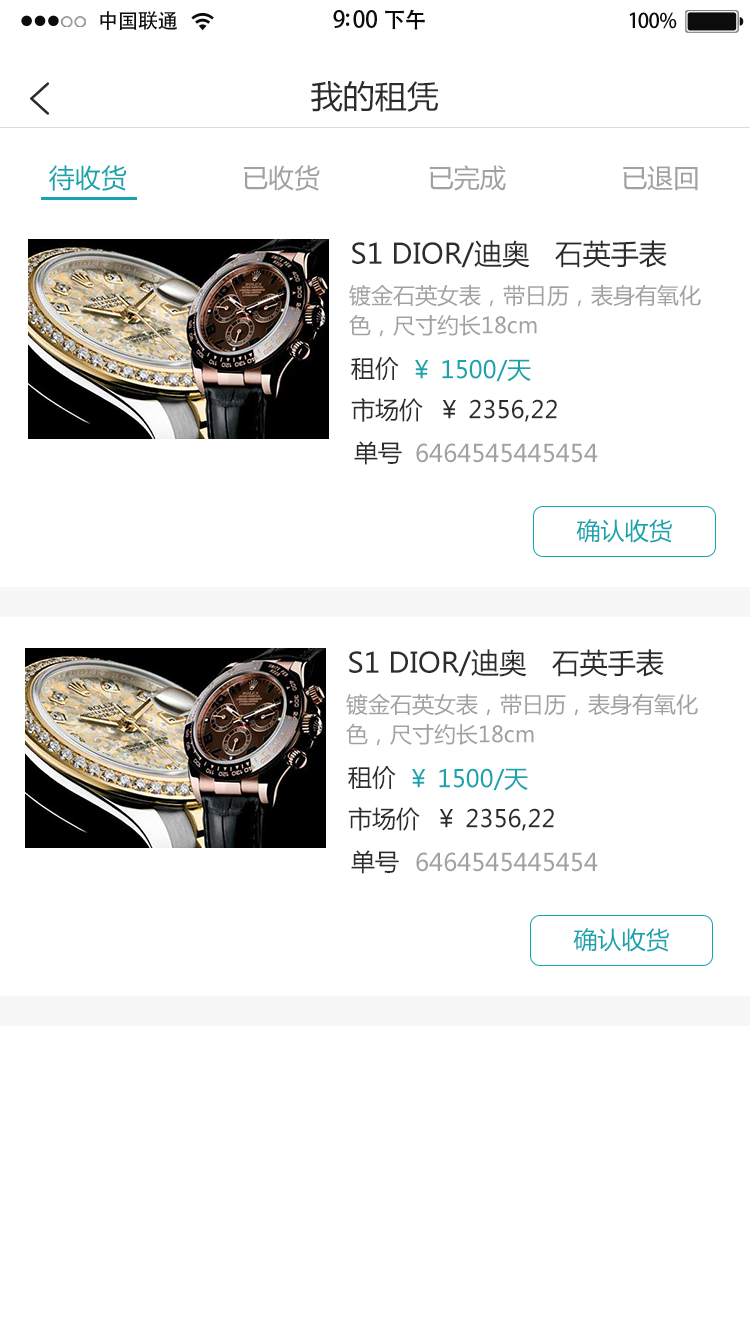 中国联通
9:00 下午
100%
我的租凭
待收货 已收货 已完成 已退回
S1 DIOR/迪奥 石英手表
镀金石英女表，带日历，表身有氧化
色，尺寸约长18cm
租价 ¥ 1500/天
市场价 ¥ 2356,22
单号 6464545445454
确认收货
S1 DIOR/迪奥 石英手表
镀金石英女表，带日历，表身有氧化
色，尺寸约长18cm
租价 ¥ 1500/天
市场价 ¥ 2356,22
单号 6464545445454
确认收货